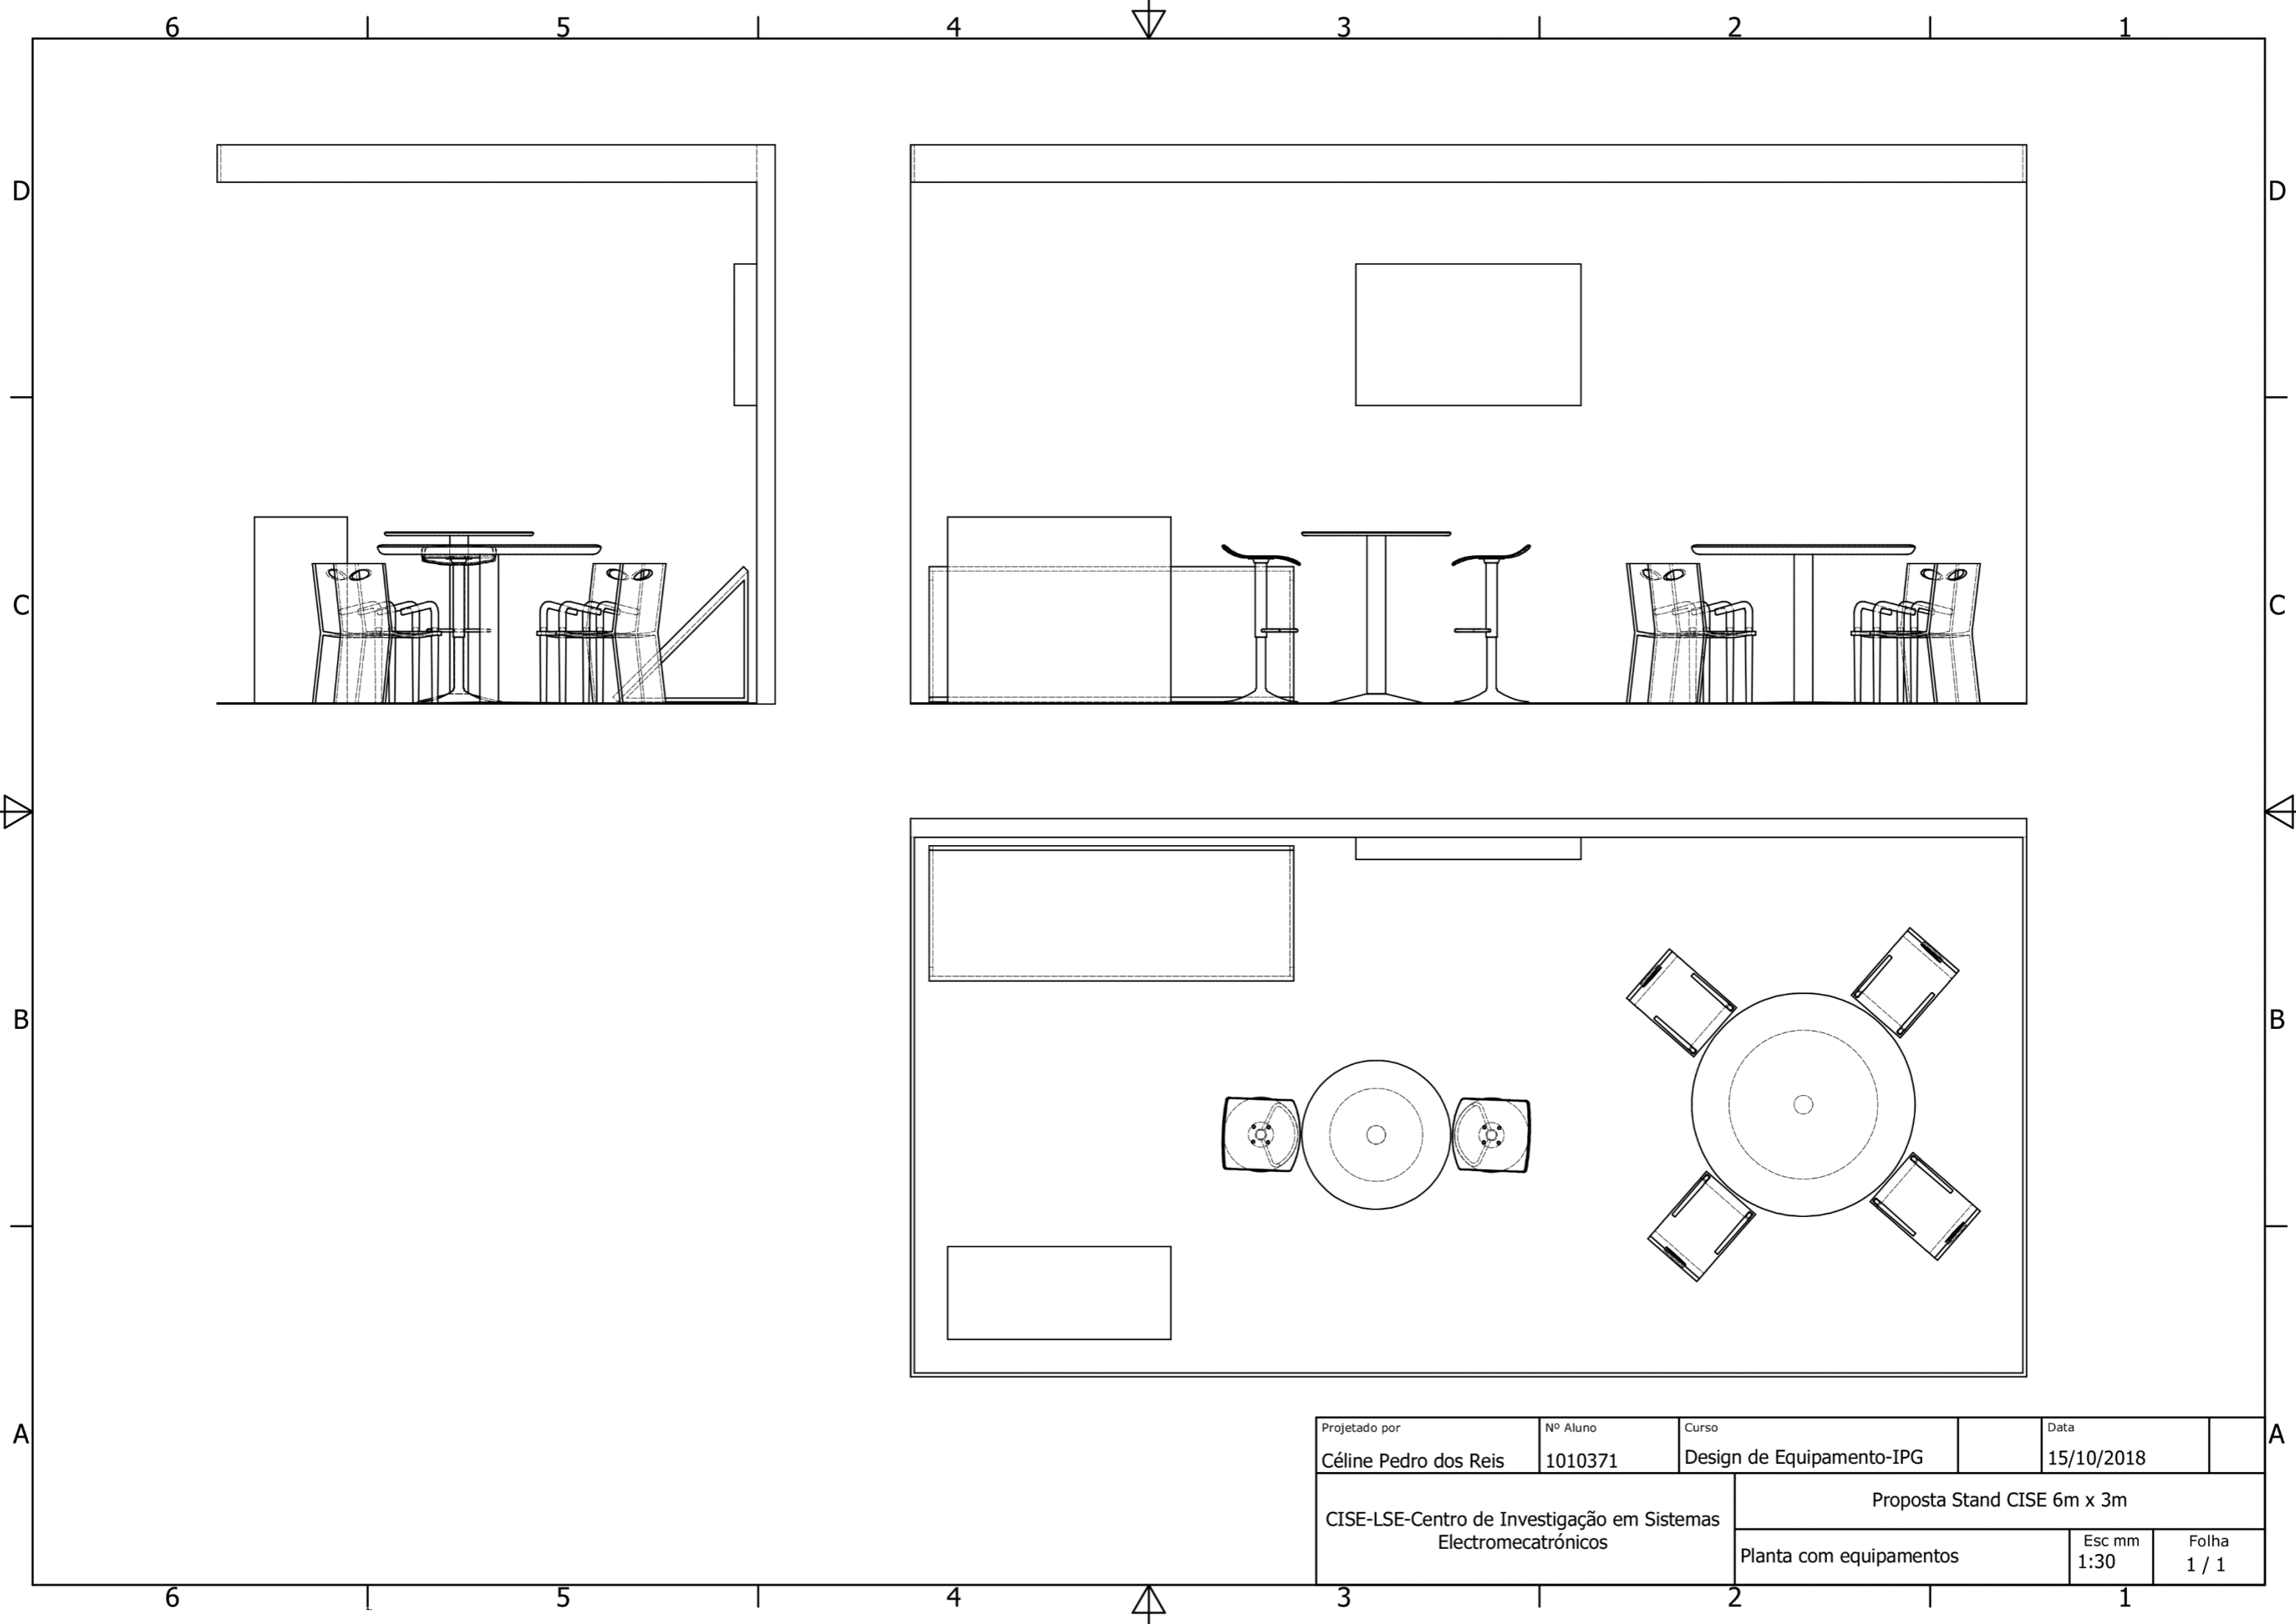 6 5 4 3 2 1
D D
C C
B B
A A
Projetado por
Céline Pedro dos Reis
Nº Aluno
1010371
Curso
Design de Equipamento-IPG
Data
15/10/2018
CISE-LSE-Centro de Investigação em Sistemas
Electromecatrónicos
Proposta Stand CISE 6m x 3m
Planta com equipamentos
Esc mm
1:30
Folha
1 / 1
6 5 4 3 2 1